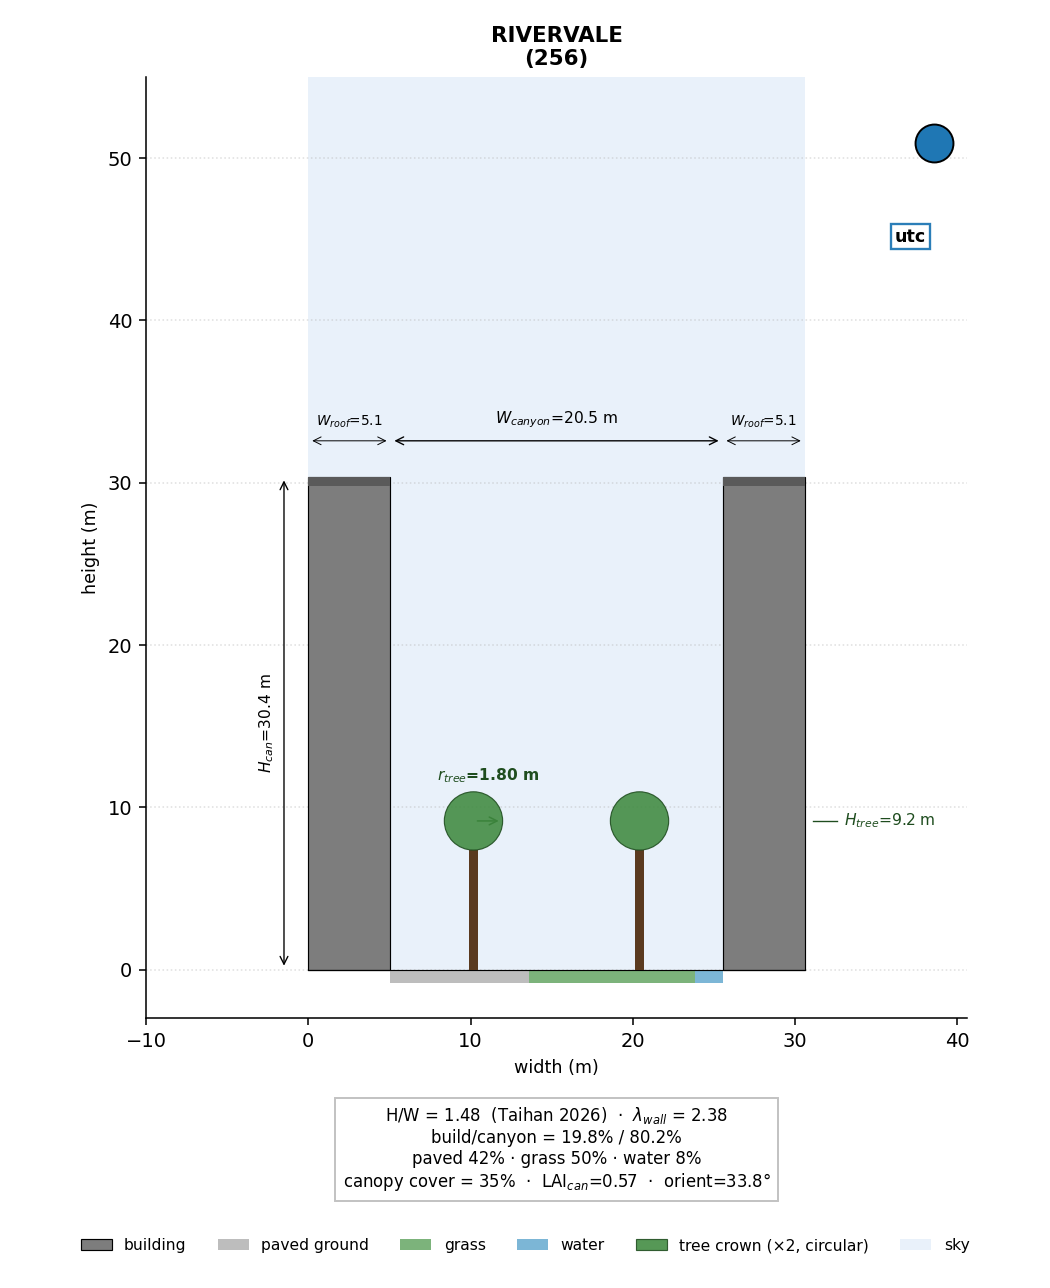 RIVERVALE
(256)
50
40
30
20
10
0
height (m)
utc
W_roof=5.1
W_canyon=20.5 m
W_roof=5.1
H_can=30.4 m
r_tree=1.80 m
H_tree=9.2 m
−10
0
10
20
30
40
width (m)
H/W = 1.48 (Taihan 2026) · λ_wall = 2.38
build/canyon = 19.8% / 80.2%
paved 42% · grass 50% · water 8%
canopy cover = 35% · LAI_can=0.57 · orient=33.8°
building
paved ground
grass
water
tree crown (×2, circular)
sky